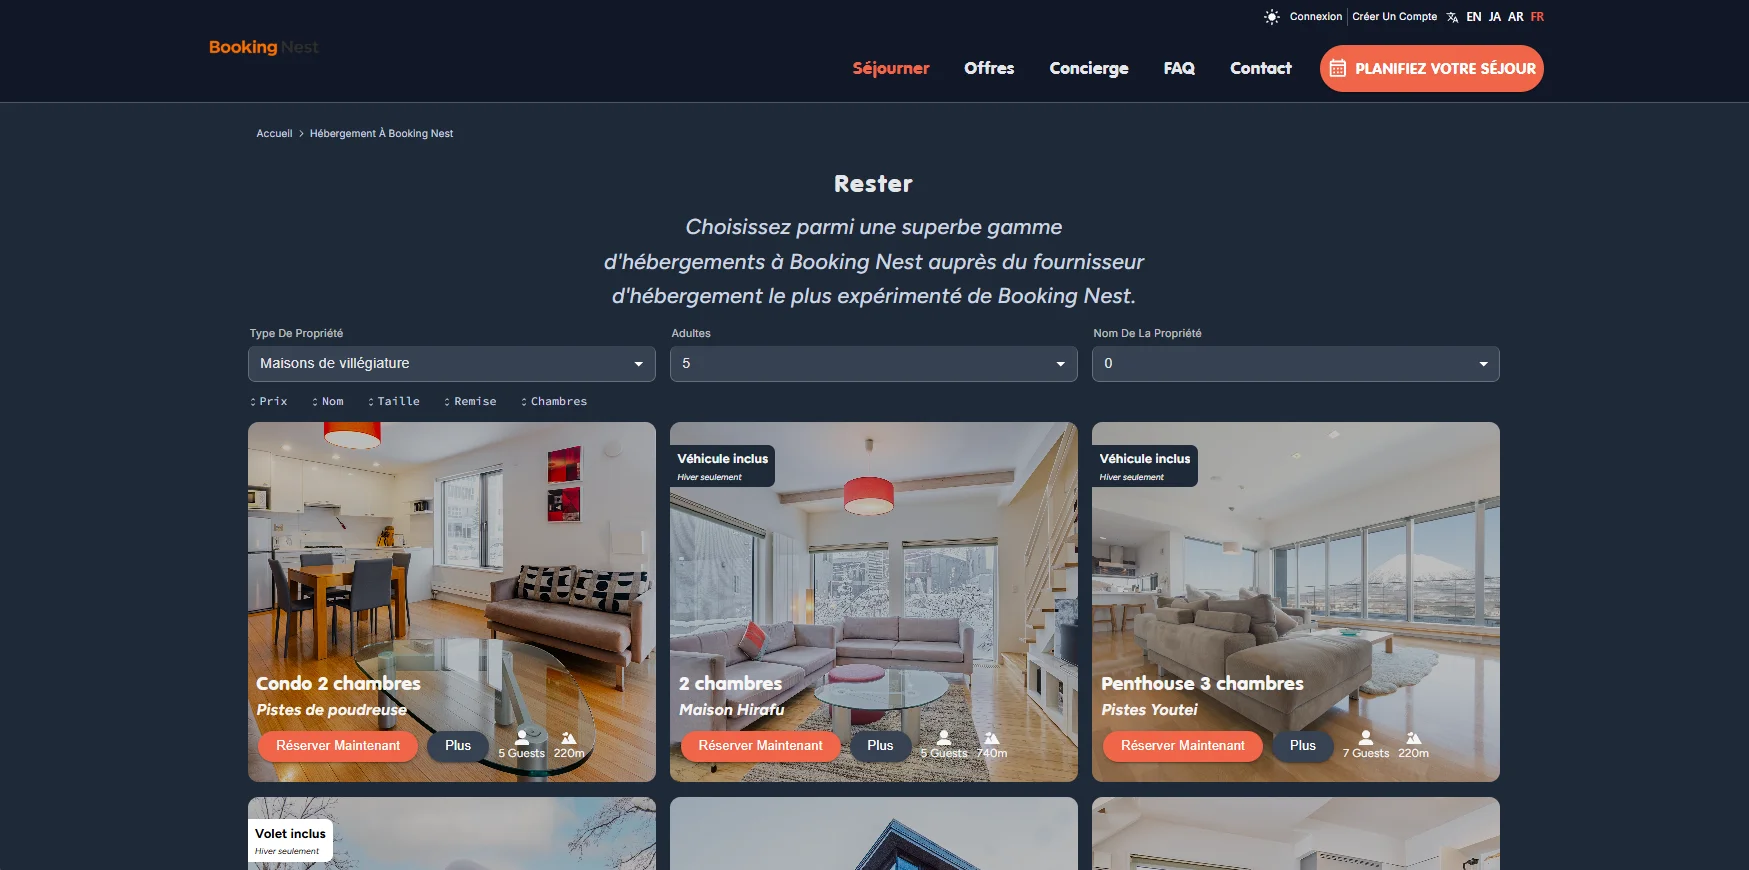 Connexion Créer Un Compte EN JA AR FR
Booking Nest
Séjourner Offres Concierge FAQ Contact PLANIFIEZ VOTRE SÉJOUR
Accueil > Hébergement À Booking Nest
Rester
Choisissez parmi une superbe gamme
d'hébergements à Booking Nest auprès du fournisseur
d'hébergement le plus expérimenté de Booking Nest.
Type De Propriété Adultes Nom De La Propriété
Maisons de villégiature 5 0
Prix Nom Taille Remise Chambres
Véhicule inclus
Hiver seulement
Véhicule inclus
Hiver seulement
Condo 2 chambres
Pistes de poudreuse
Réserver Maintenant Plus 5 Guests 220m
2 chambres
Maison Hirafu
Réserver Maintenant Plus 5 Guests 740m
Penthouse 3 chambres
Pistes Youtei
Réserver Maintenant Plus 7 Guests 220m
Volet inclus
Hiver seulement